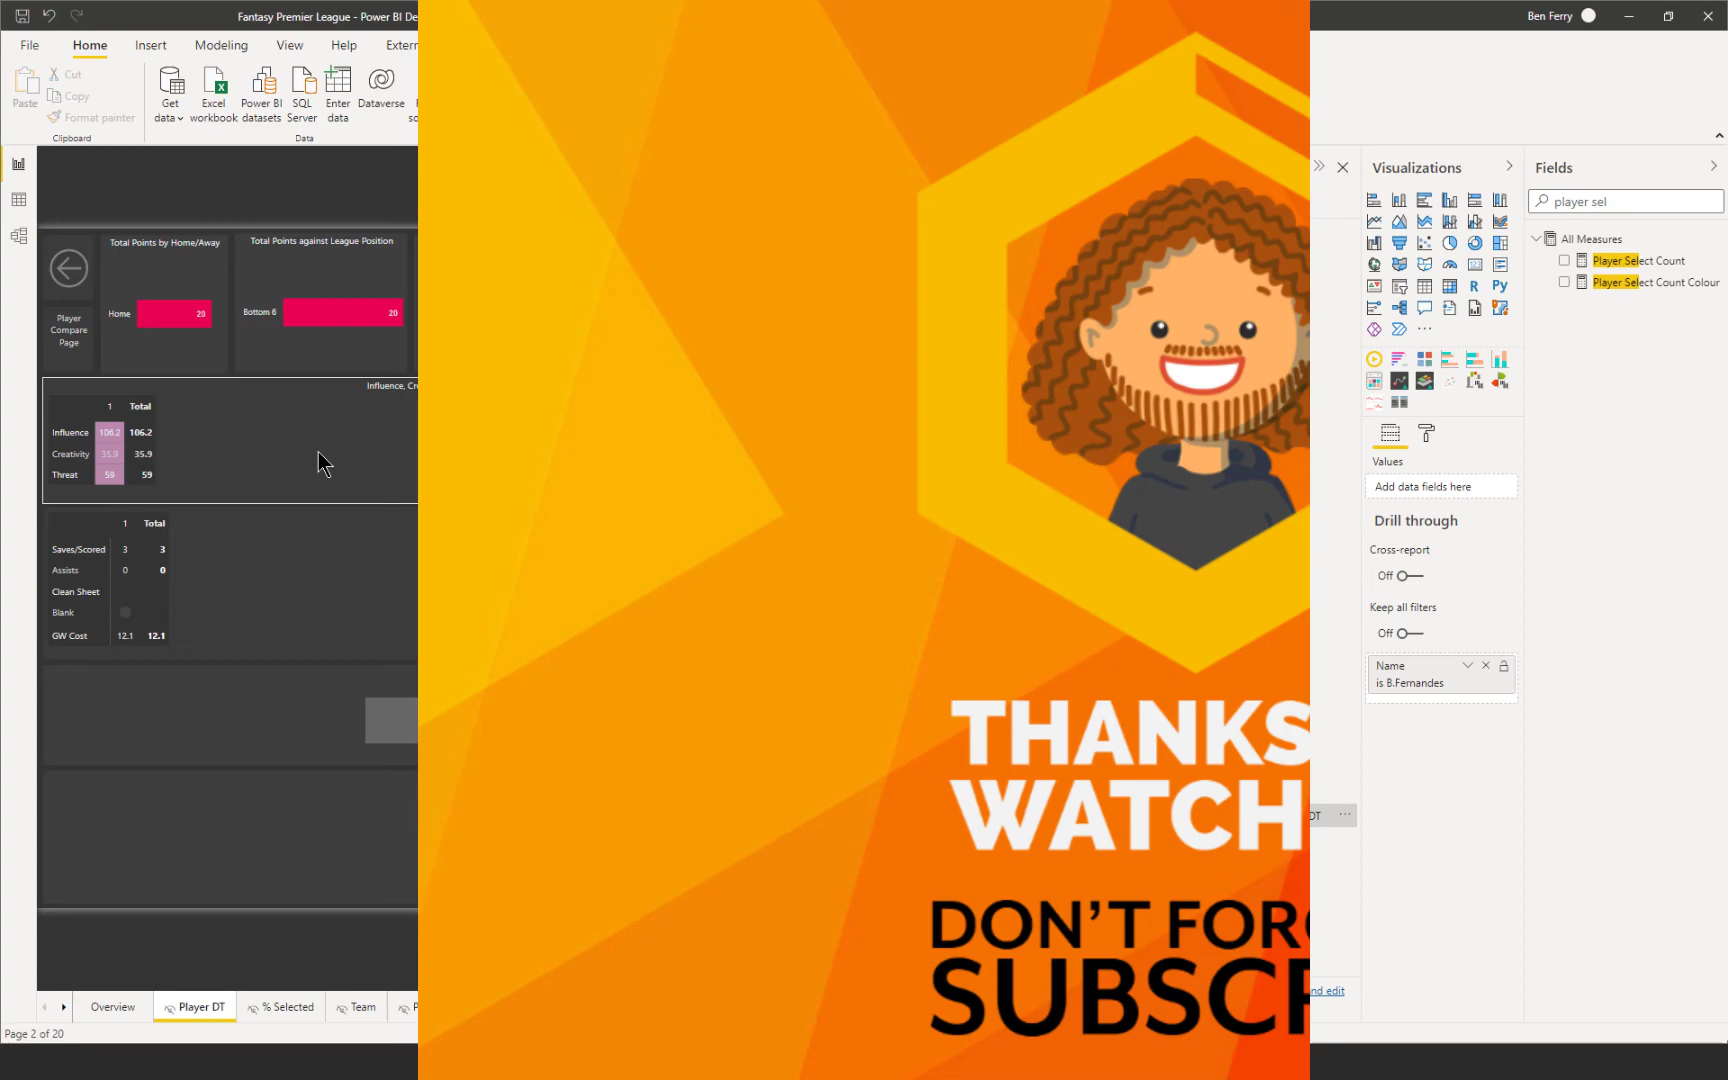 Fantasy Premier League - Power BI De
Ben Ferry
File Home Insert Modeling View Help Extern
Paste
Cut
Copy
Format painter
Clipboard
Get data
Excel workbook
Power BI datasets
SQL Server
Enter data
Dataverse
Data
Total Points by Home/Away
Home 20
Total Points against League Position
Bottom 6 20
Player Compare Page
Influence, Cr
1 Total
Influence 106.2 106.2
Creativity 35.9 35.9
Threat 59 59
1 Total
Saves/Scored 3 3
Assists 0 0
Clean Sheet
Blank
GW Cost 12.1 12.1
THANKS
WATCH
DON'T FORG
SUBSCR
Visualizations
R
Py
Values
Add data fields here
Drill through
Cross-report
Off
Keep all filters
Off
Name
is B.Fernandes
Fields
player sel
All Measures
Player Select Count
Player Select Count Colour
DT
nd edit
Overview Player DT % Selected Team P
Page 2 of 20